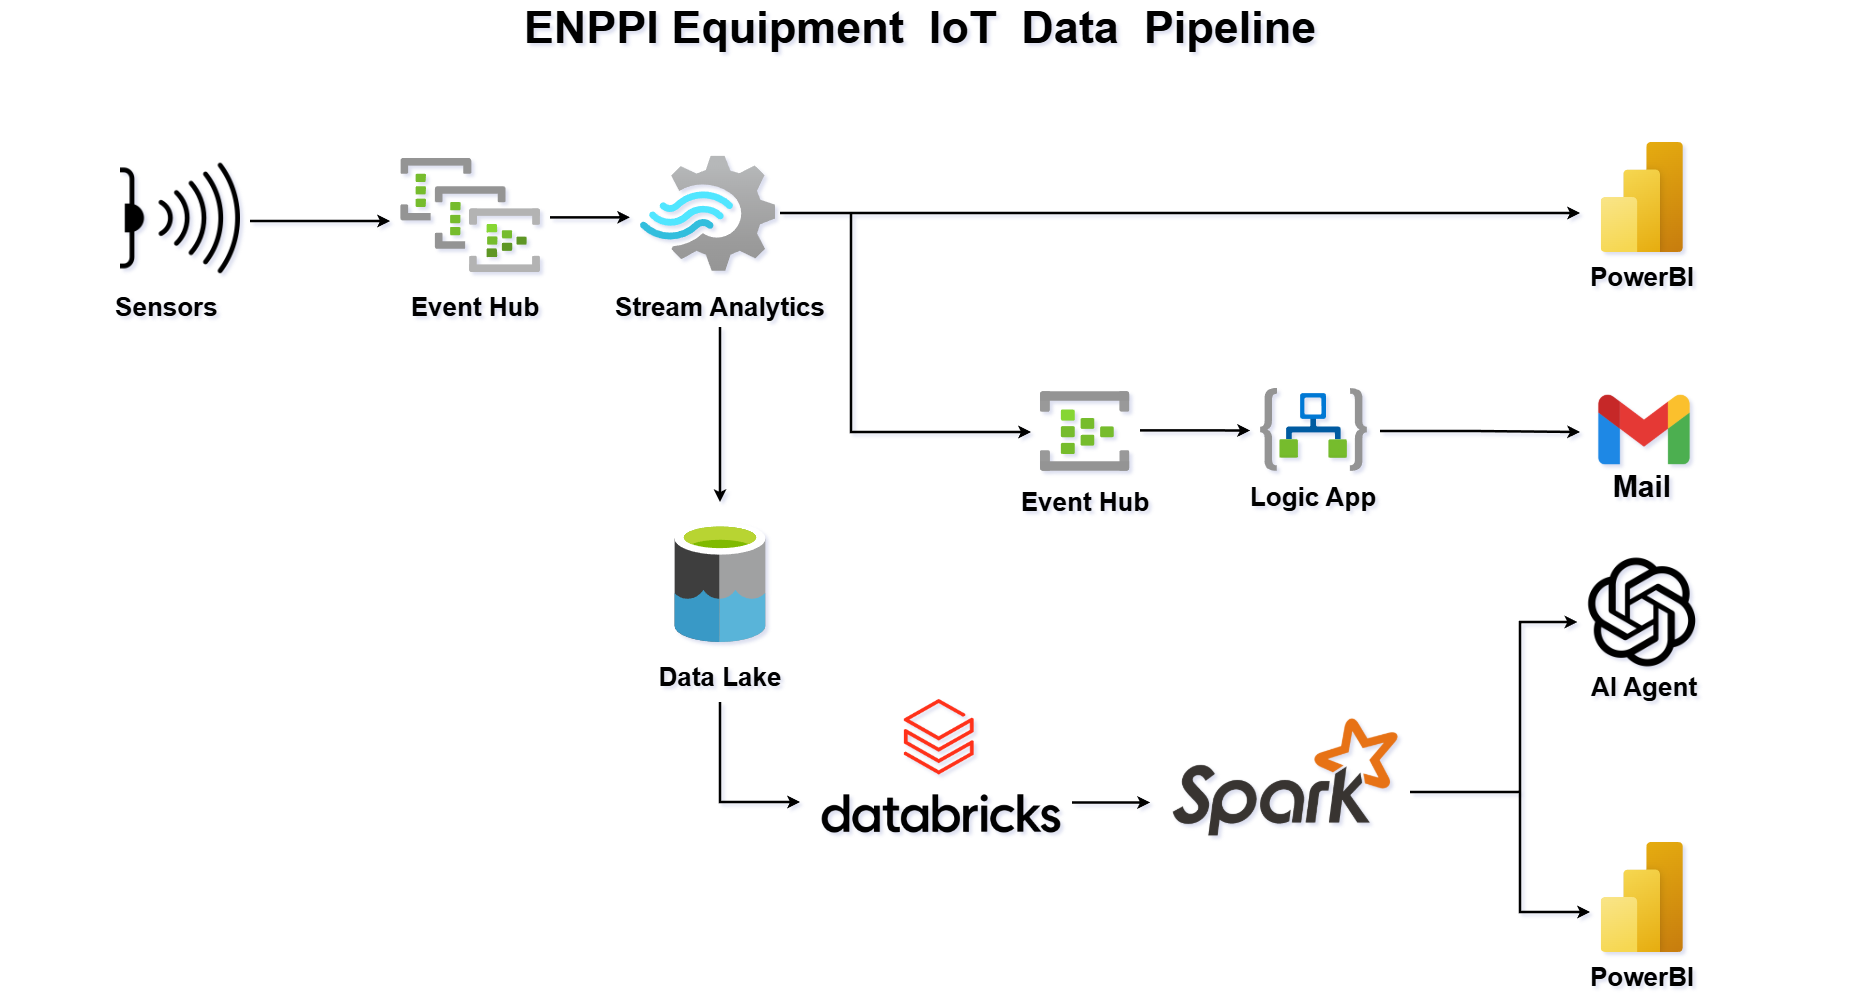 ENPPI Equipment IoT Data Pipeline
Sensors
Event Hub
Stream Analytics
PowerBI
Event Hub
Logic App
Mail
Data Lake
AI Agent
databricks
Spark
PowerBI